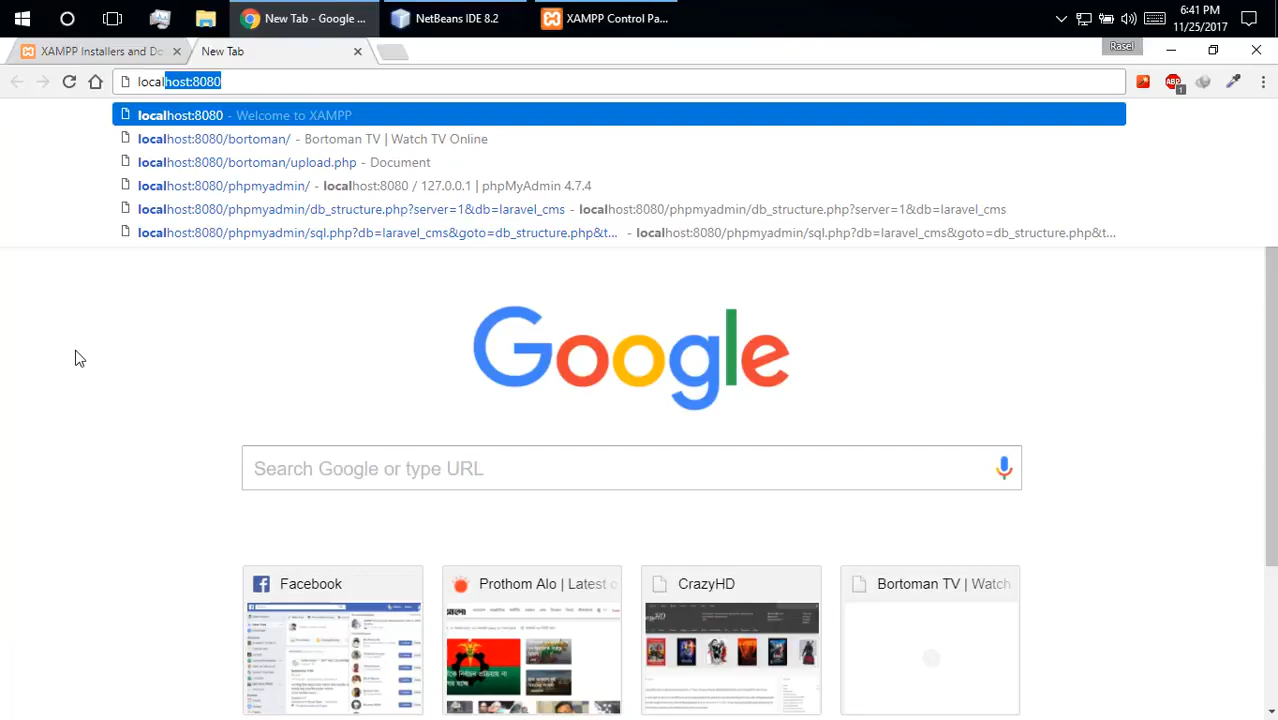 New Tab - Google ...
NetBeans IDE 8.2
XAMPP Control Pa...
6:41 PM
11/25/2017
XAMPP Installers and Do
New Tab
Rasel
localhost:8080
ABP
1
localhost:8080 - Welcome to XAMPP
localhost:8080/bortoman/ - Bortoman TV | Watch TV Online
localhost:8080/bortoman/upload.php - Document
localhost:8080/phpmyadmin/ - localhost:8080 / 127.0.0.1 | phpMyAdmin 4.7.4
localhost:8080/phpmyadmin/db_structure.php?server=1&db=laravel_cms - localhost:8080/phpmyadmin/db_structure.php?server=1&db=laravel_cms
localhost:8080/phpmyadmin/sql.php?db=laravel_cms&goto=db_structure.php&t... - localhost:8080/phpmyadmin/sql.php?db=laravel_cms&goto=db_structure.php&t...
Google
Search Google or type URL
Facebook
Prothom Alo | Latest o
CrazyHD
Bortoman TV | Watch